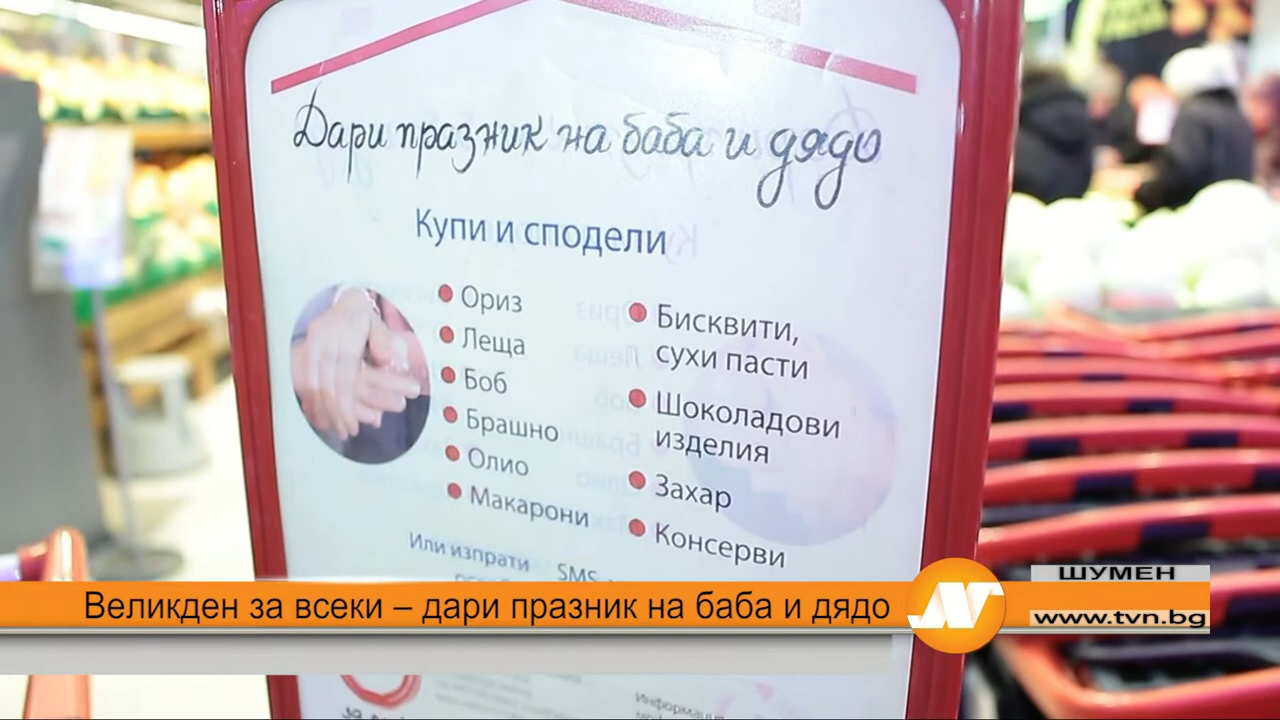 Дари празник на баба и дядо
Купи и сподели
Ориз
Леща
Боб
Брашно
Олио
Макарони
Бисквити,
сухи пасти
Шоколадови
изделия
Захар
Консерви
Или изпрати
SMS
Великден за всеки – дари празник на баба и дядо
ШУМЕН
www.tvn.bg